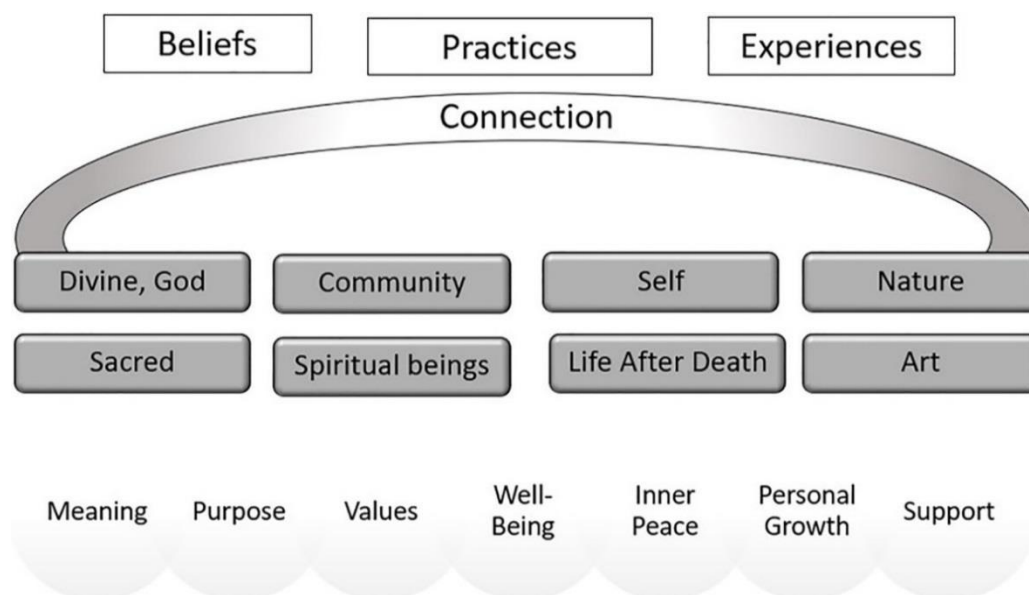 Beliefs
Practices
Experiences
Connection
Divine, God
Community
Self
Nature
Sacred
Spiritual beings
Life After Death
Art
Meaning
Purpose
Values
Well-
Being
Inner
Peace
Personal
Growth
Support